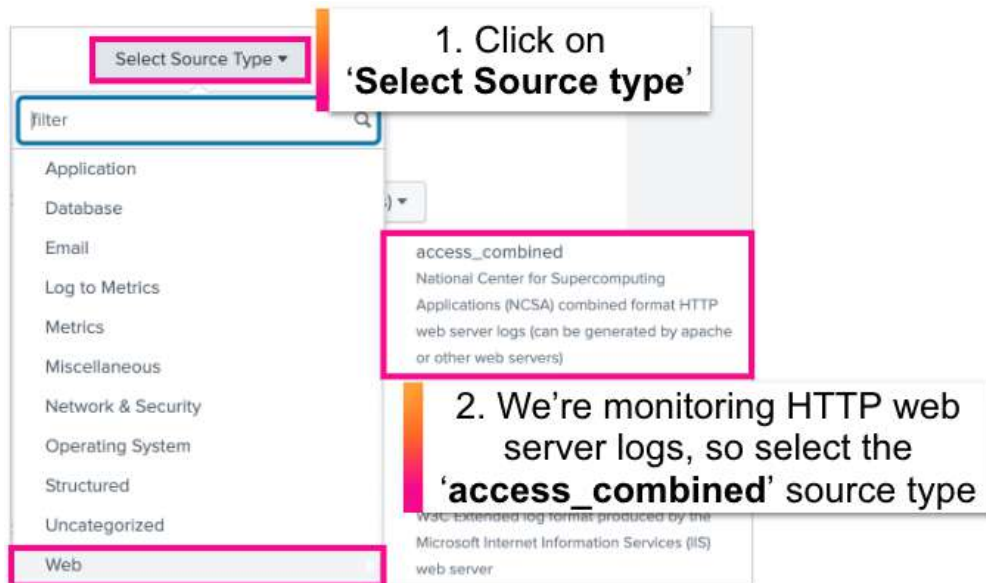 Select Source Type
1. Click on
‘Select Source type’
filter
Application
Database
Email
Log to Metrics
Metrics
Miscellaneous
Network & Security
Operating System
Structured
Uncategorized
Web
)
access_combined
National Center for Supercomputing
Applications (NCSA) combined format HTTP
web server logs (can be generated by apache
or other web servers)
2. We’re monitoring HTTP web
server logs, so select the
‘access_combined’ source type
W3C Extended log format produced by the
Microsoft Internet Information Services (IIS)
web server